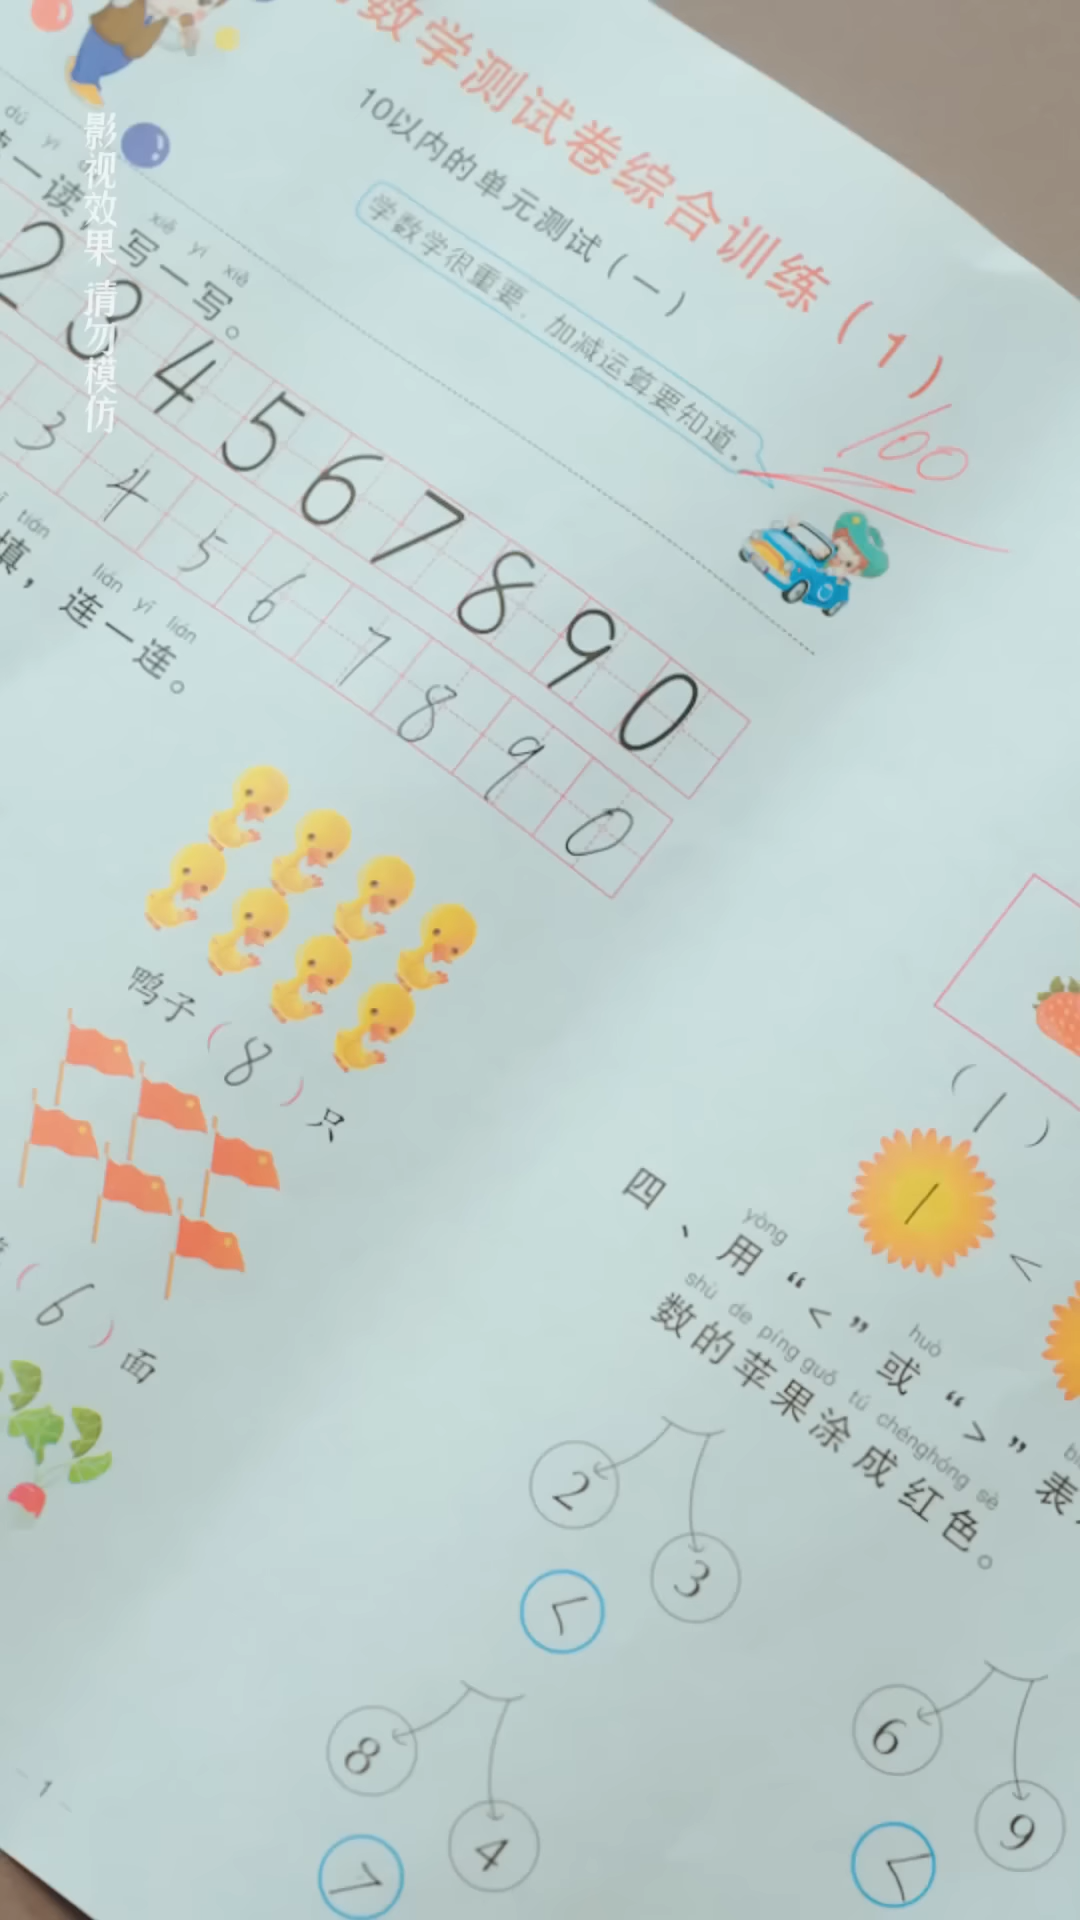 影视效果 请勿模仿
数学测试卷综合训练（1）
10以内的单元测试（一）
学数学很重要，加减运算要知道。
100
dú yi
xiě yi xiě
一读，写一写。
2 3 4 5 6 7 8 9 0
3 4 5 6 7 8 9 0
tián
lián yi lián
填，连一连。
鸭子（8）只
（6）面
（1）
1 <
yòng
huò
四、用“<”或“>”表
shù de píng guǒ tú chénghóng sè
数的苹果涂成红色。
2 3
<
8 4
>
6 9
<
1